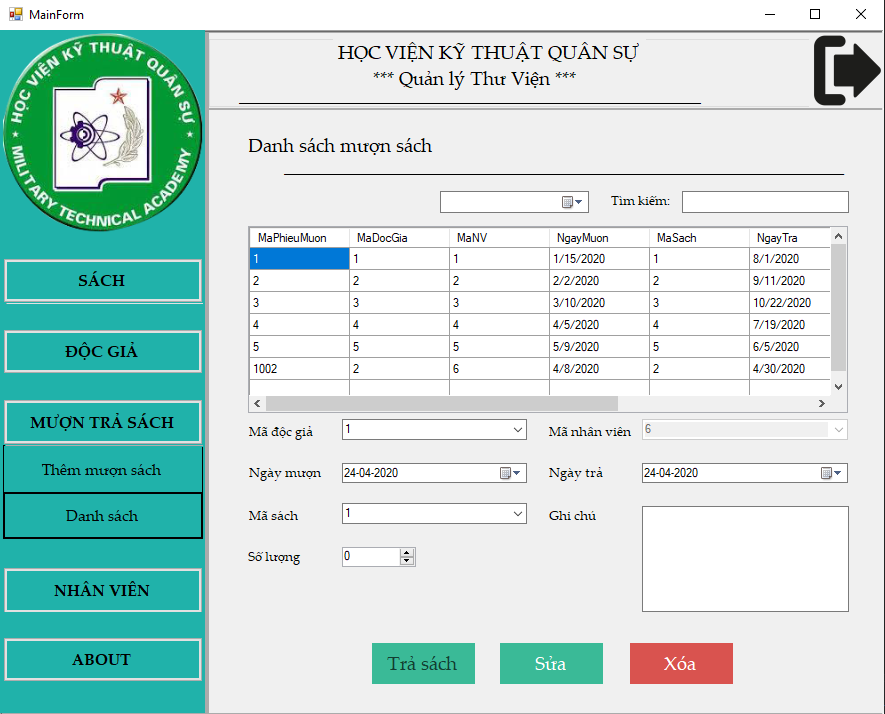 MainForm
HỌC VIỆN KỸ THUẬT QUÂN SỰ
MILITARY TECHNICAL ACADEMY
HỌC VIỆN KỸ THUẬT QUÂN SỰ
*** Quản lý Thư Viện ***
SÁCH
ĐỘC GIẢ
MƯỢN TRẢ SÁCH
Thêm mượn sách
Danh sách
NHÂN VIÊN
ABOUT
Danh sách mượn sách
Tìm kiếm:
MaPhieuMuon MaDocGia MaNV NgayMuon MaSach NgayTra
1 1 1 1/15/2020 1 8/1/2020
2 2 2 2/2/2020 2 9/11/2020
3 3 3 3/10/2020 3 10/22/2020
4 4 4 4/5/2020 4 7/19/2020
5 5 5 5/9/2020 5 6/5/2020
1002 2 6 4/8/2020 2 4/30/2020
Mã độc giả 1 Mã nhân viên 6
Ngày mượn 24-04-2020 Ngày trả 24-04-2020
Mã sách 1 Ghi chú
Số lượng 0
Trả sách Sửa Xóa